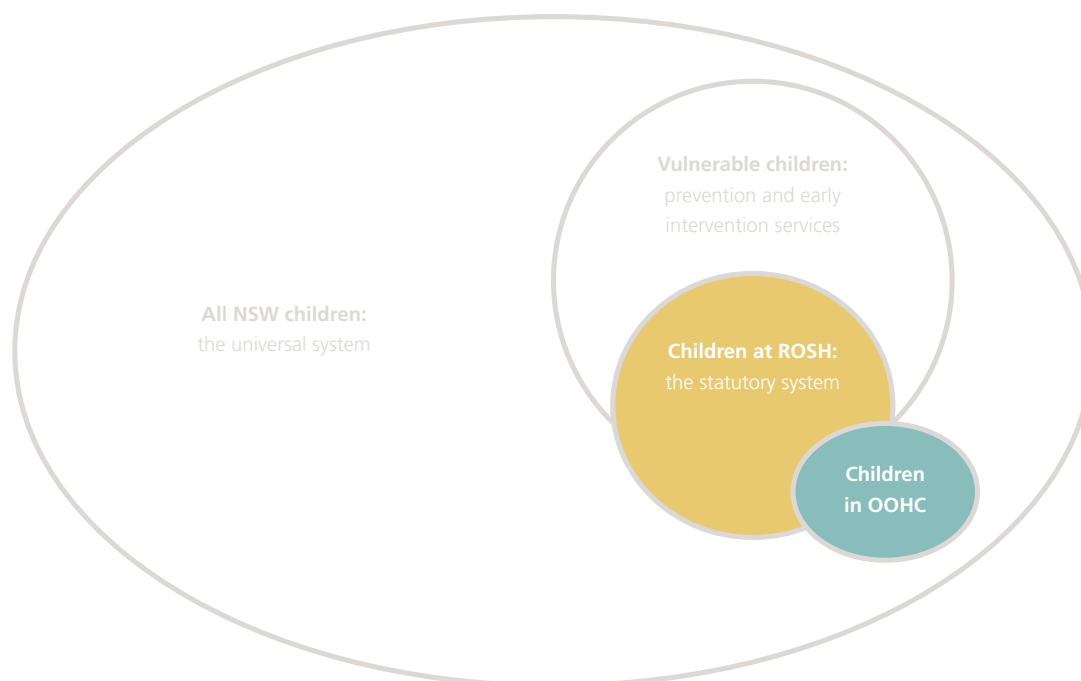 Vulnerable children:
prevention and early
intervention services
All NSW children:
the universal system
Children at ROSH:
the statutory system
Children
in OOHC